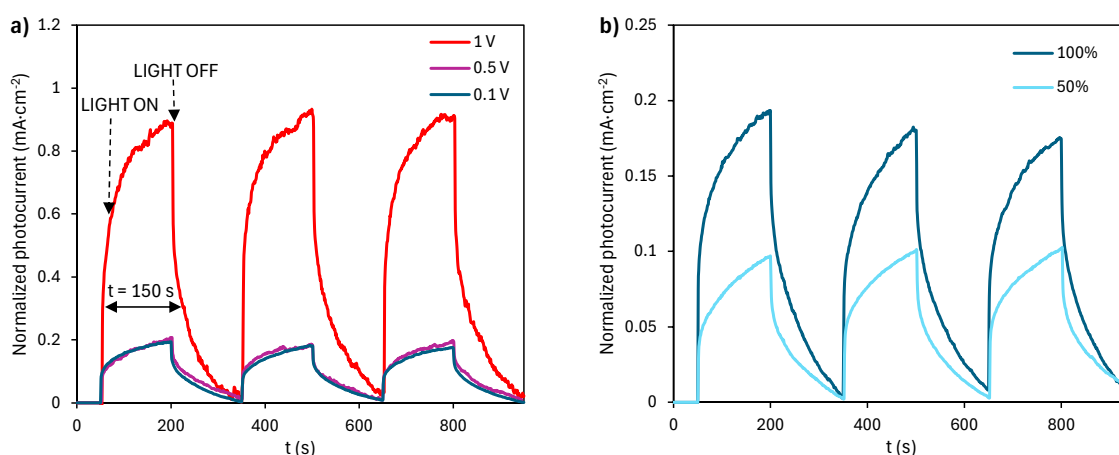 a)
Normalized photocurrent (mA·cm⁻²)
1.2
1
0.8
0.6
0.4
0.2
0
0
200
400
600
800
t (s)
1 V
0.5 V
0.1 V
LIGHT OFF
LIGHT ON
t = 150 s
b)
Normalized photocurrent (mA·cm⁻²)
0.25
0.2
0.15
0.1
0.05
0
0
200
400
600
800
t (s)
100%
50%